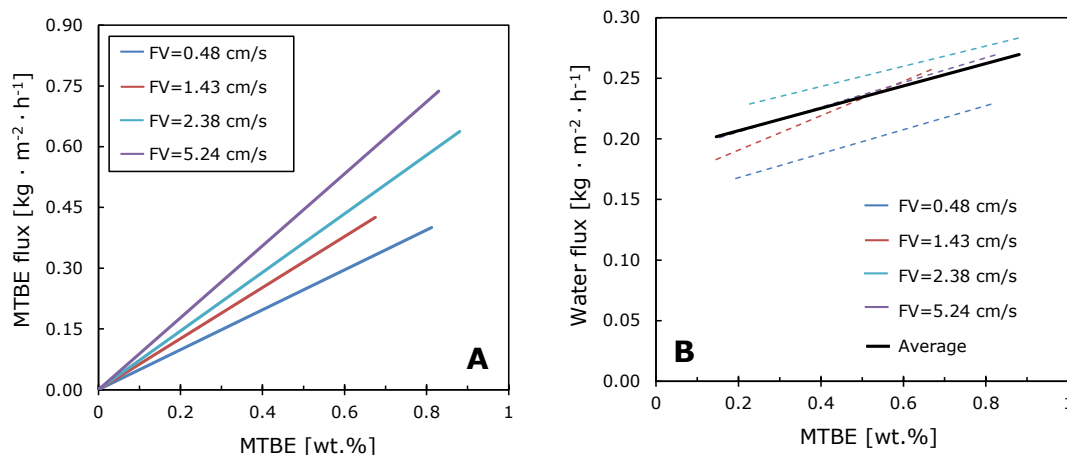 MTBE flux [kg · m⁻² · h⁻¹]
0.90
0.75
0.60
0.45
0.30
0.15
0.00
FV=0.48 cm/s
FV=1.43 cm/s
FV=2.38 cm/s
FV=5.24 cm/s
A
0 0.2 0.4 0.6 0.8 1
MTBE [wt.%]
Water flux [kg · m⁻² · h⁻¹]
0.30
0.25
0.20
0.15
0.10
0.05
0.00
FV=0.48 cm/s
FV=1.43 cm/s
FV=2.38 cm/s
FV=5.24 cm/s
Average
B
0 0.2 0.4 0.6 0.8 1
MTBE [wt.%]